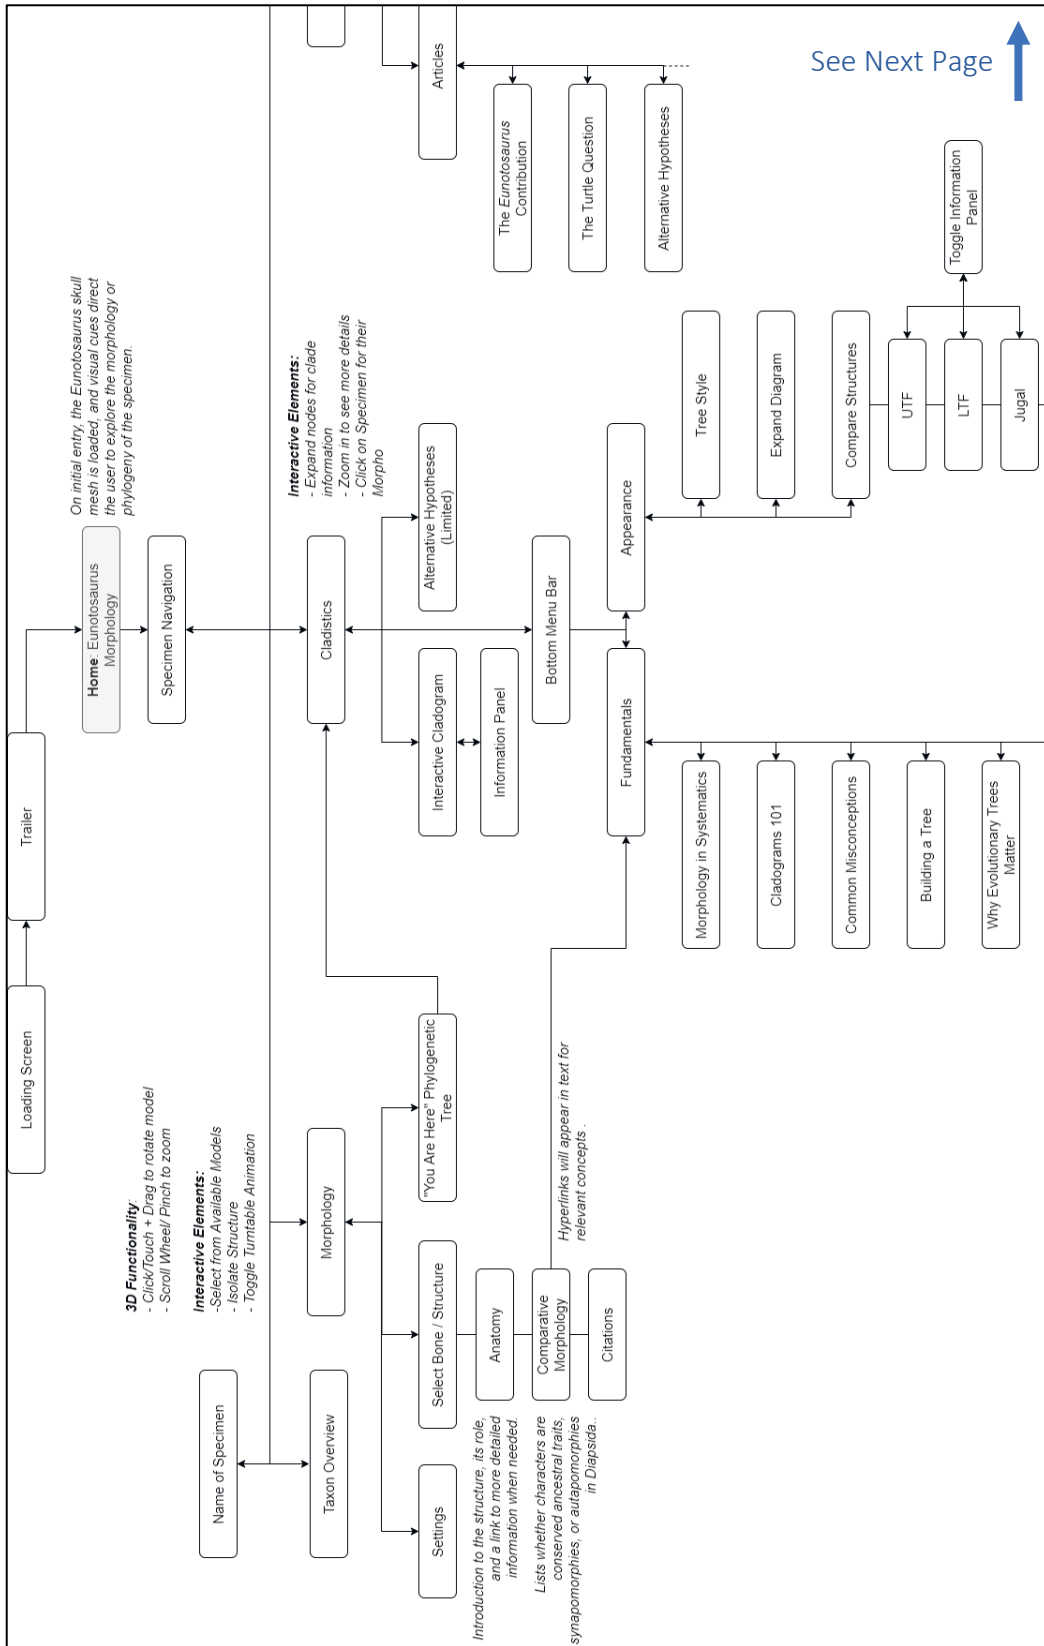 See Next Page
Loading Screen
Trailer
Home: Eunotosaurus
Morphology
On initial entry, the Eunotosaurus skull
mesh is loaded, and visual cues direct
the user to explore the morphology or
phylogeny of the specimen.
Specimen Navigation
3D Functionality:
- Click/Touch + Drag to rotate model
- Scroll Wheel/ Pinch to zoom
Interactive Elements:
-Select from Available Models
- Isolate Structure
- Toggle Turntable Animation
Name of Specimen
Taxon Overview
Morphology
Cladistics
Interactive Elements:
- Expand nodes for clade
information
- Zoom in to see more details
- Click on Specimen for their
Morpho
Settings
Select Bone / Structure
"You Are Here" Phylogenetic
Tree
Interactive Cladogram
Alternative Hypotheses
(Limited)
Articles
Introduction to the structure, its role,
and a link to more detailed
information when needed.
Anatomy
Information Panel
The Eunotosaurus
Contribution
Lists whether characters are
conserved ancestral traits,
synapomorphies, or autapomorphies
in Diapsida..
Comparative
Morphology
Hyperlinks will appear in text for
relevant concepts .
Bottom Menu Bar
The Turtle Question
Citations
Fundamentals
Appearance
Alternative Hypotheses
Morphology in Systematics
Tree Style
Cladograms 101
Expand Diagram
Common Misconceptions
Compare Structures
Building a Tree
UTF
Why Evolutionary Trees
Matter
LTF
Toggle Information
Panel
Jugal